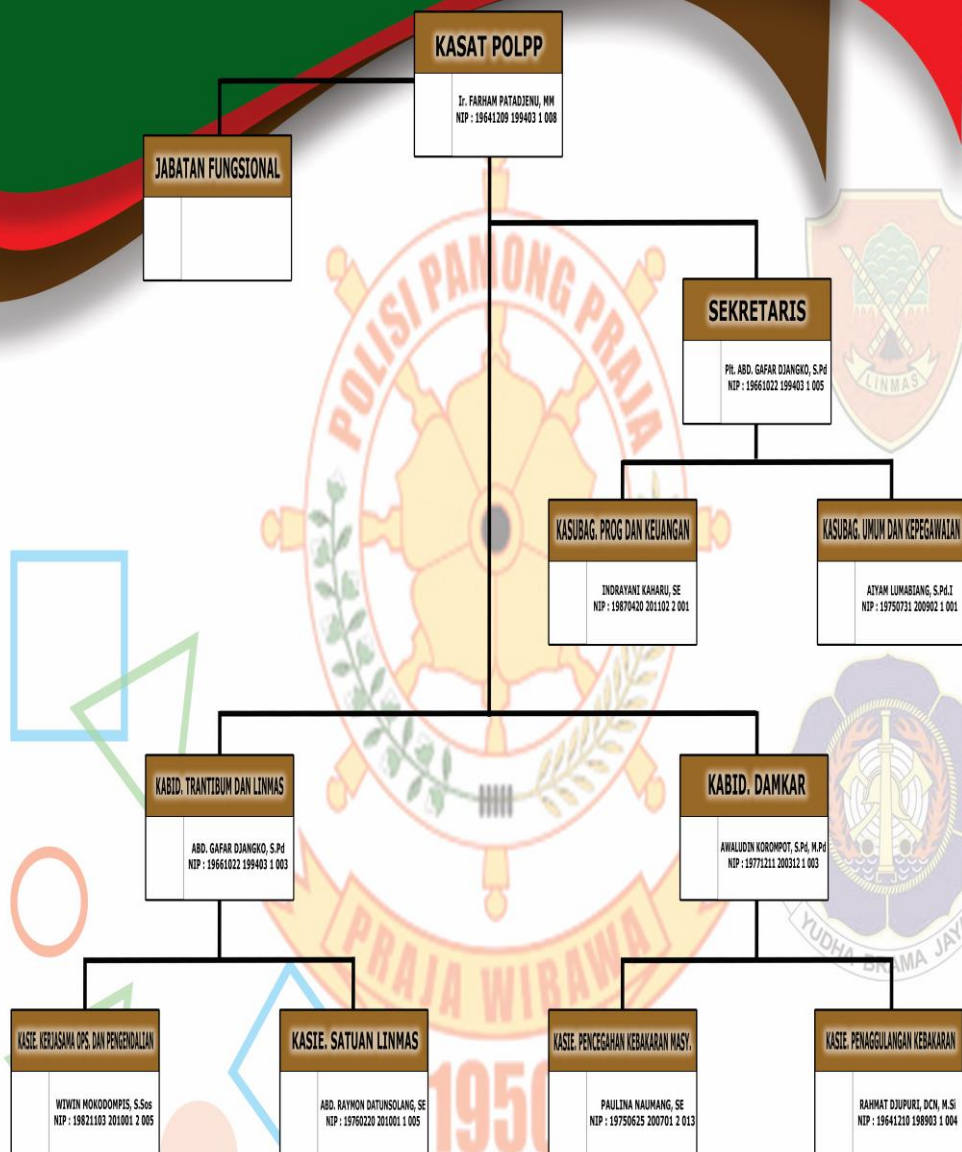 KASAT POLPP
Ir. FARHAM PATADJENU, MM
NIP : 19641209 199403 1 008
JABATAN FUNGSIONAL
SEKRETARIS
Plt. ABD. GAFAR DJANGKO, S.Pd
NIP : 19661022 199403 1 005
KASUBAG. PROG DAN KEUANGAN
INDRAYANI KAHARU, SE
NIP : 19870420 201102 2 001
KASUBAG. UMUM DAN KEPEGAWAIAN
AIYAM LUMABIANG, S.Pd.I
NIP : 19750731 200902 1 001
KABID. TRANTIBUM DAN LINMAS
ABD. GAFAR DJANGKO, S.Pd
NIP : 19661022 199403 1 003
KABID. DAMKAR
AWALUDIN KOROMPOT, S.Pd, M.Pd
NIP : 19771211 200312 1 003
KASIE. KERJASAMA OPS. DAN PENGENDALIAN
WIWIN MOKODOMPIS, S.Sos
NIP : 19821103 201001 2 005
KASIE. SATUAN LINMAS
ABD. RAYMON DATUNSOLANG, SE
NIP : 19760220 201001 1 005
KASIE. PENCEGAHAN KEBAKARAN MASY.
PAULINA NAUMANG, SE
NIP : 19750625 200701 2 013
KASIE. PENAGGULANGAN KEBAKARAN
RAHMAT DJUPURI, DCN, M.Si
NIP : 19641210 198903 1 004
POLISI PAMONG PRAJA
PRAJA WIRAWA
1950
LINMAS
YUDHA BRAMA JAYA